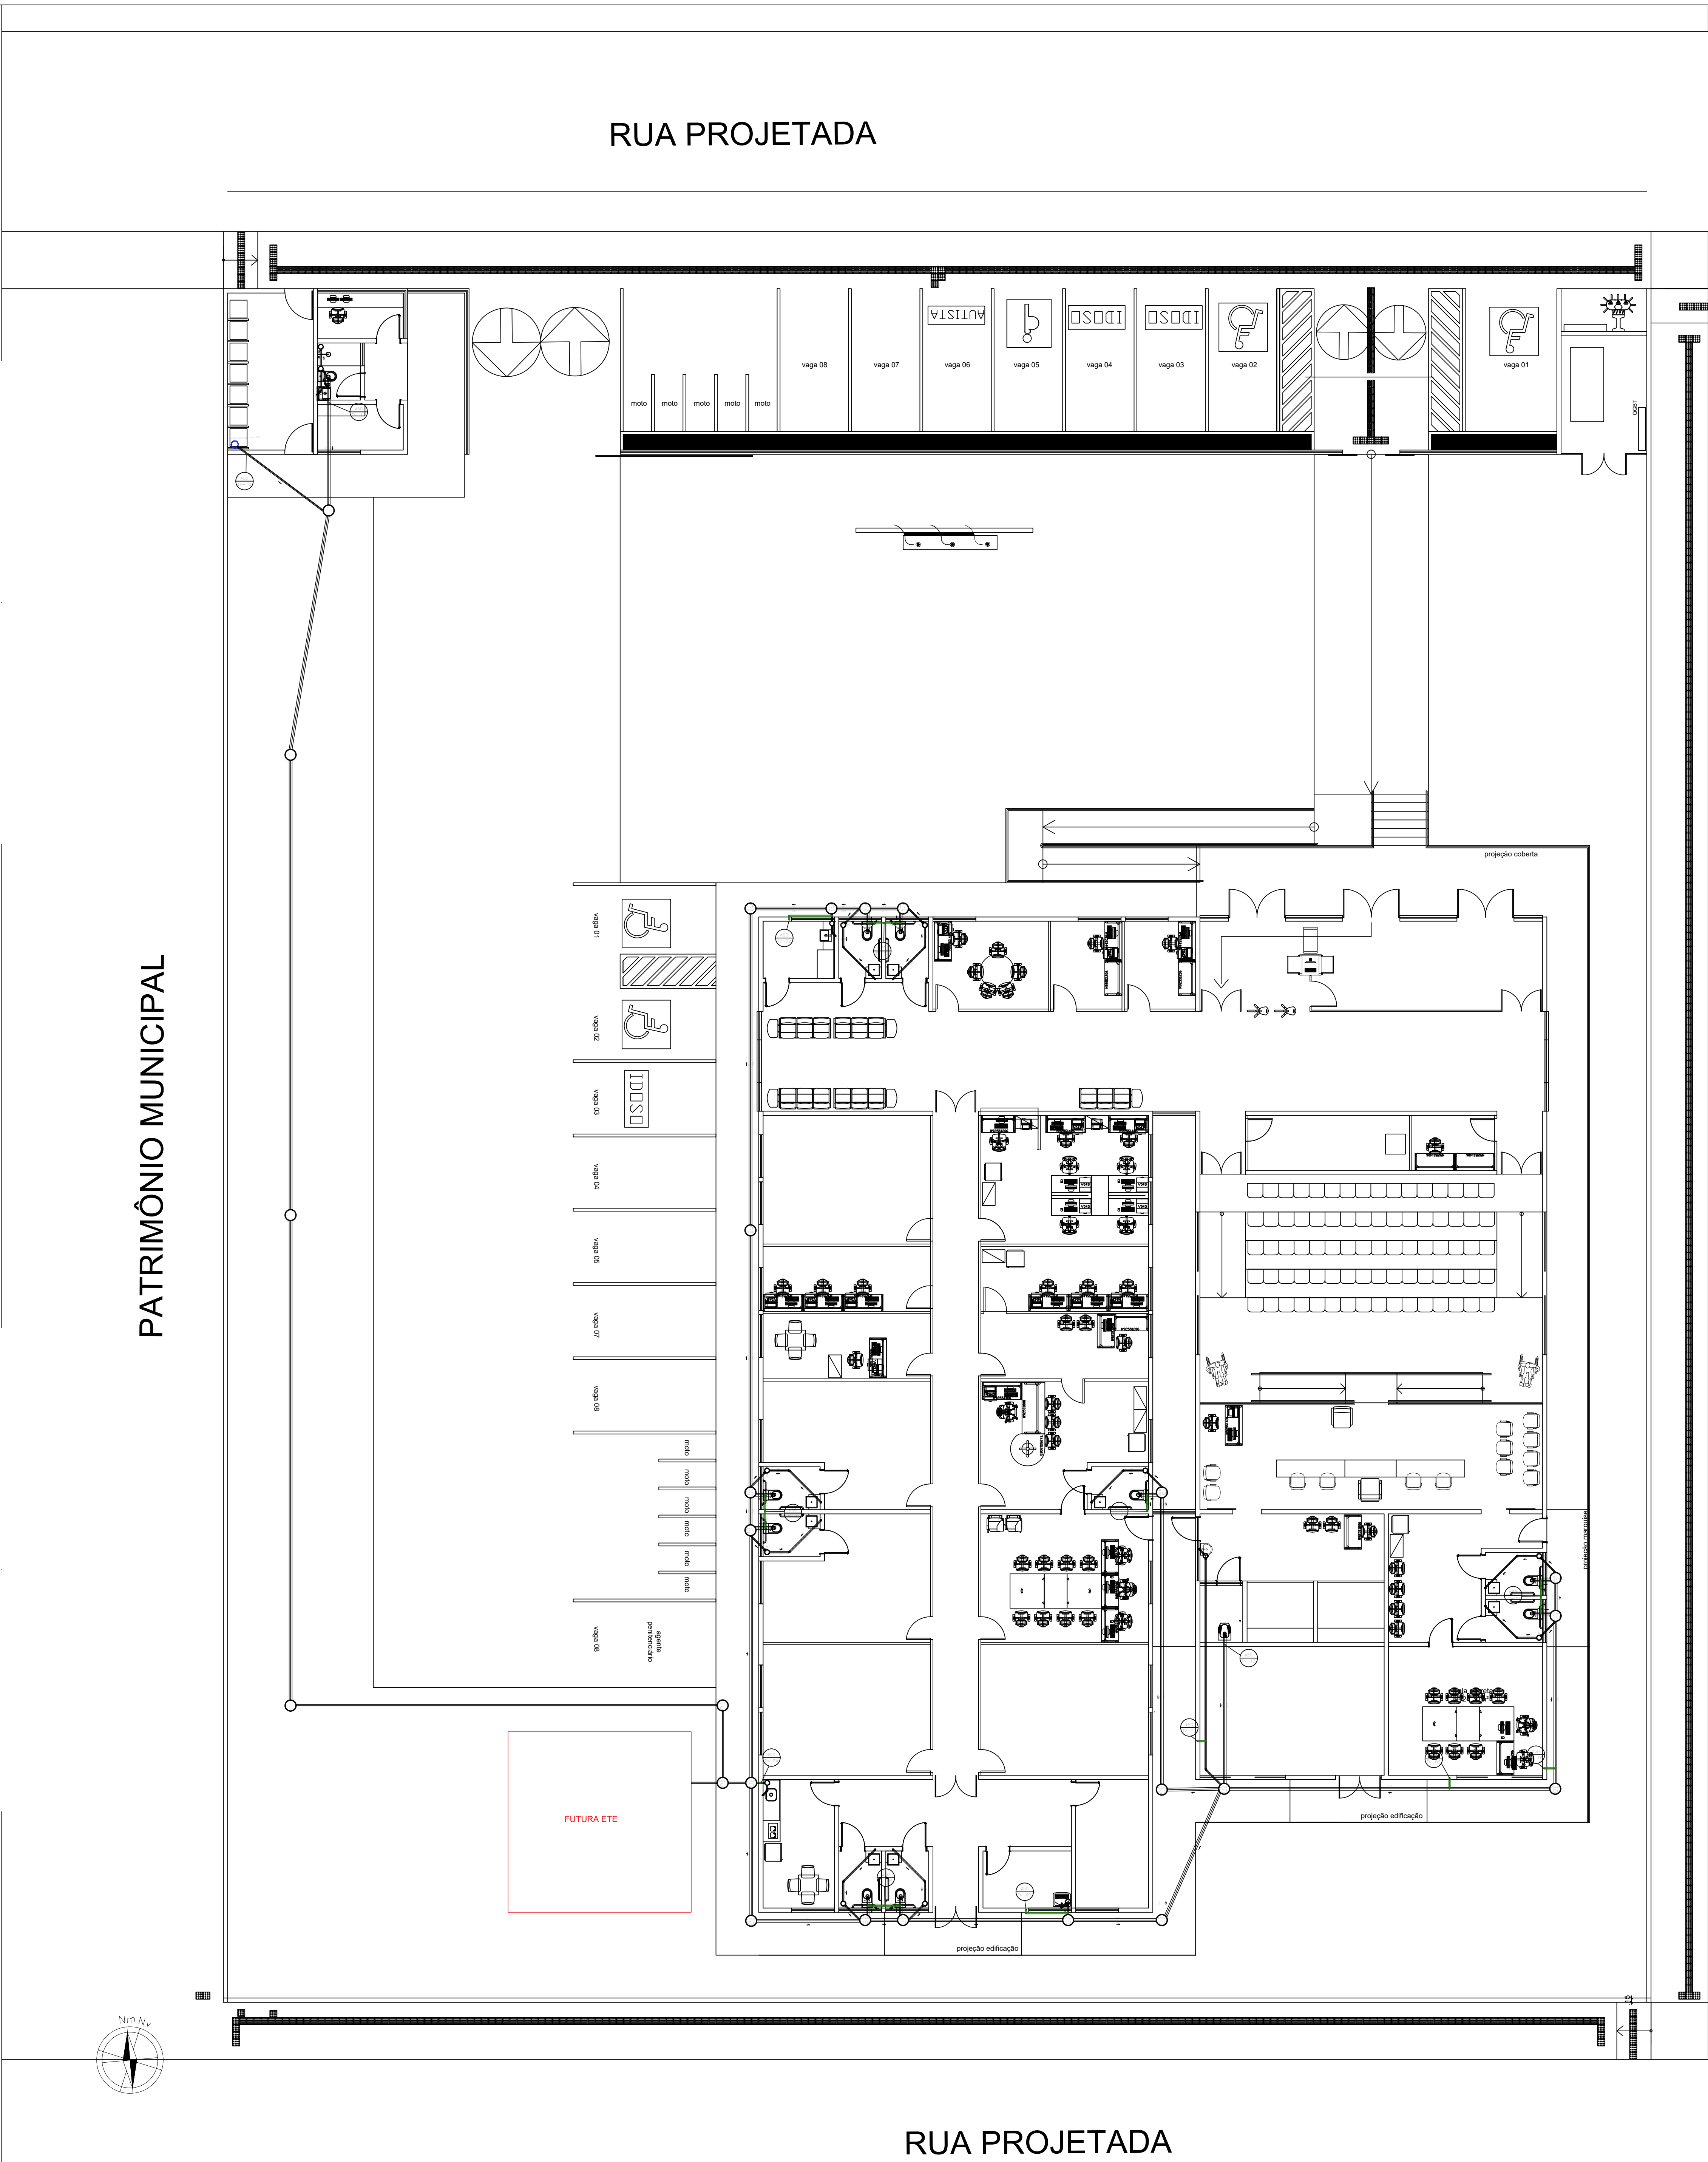 RUA PROJETADA
AUTISTA
IDOSO
IDOSO
vaga 08
vaga 07
vaga 06
vaga 05
vaga 04
vaga 03
vaga 02
vaga 01
moto
moto
moto
moto
moto
QGBT
projeção coberta
PATRIMÔNIO MUNICIPAL
vaga 01
vaga 02
vaga 03
IDOSO
vaga 04
vaga 05
vaga 07
vaga 08
moto
moto
moto
moto
moto
moto
vaga 08
agente
penitenciário
projeção marquise
FUTURA ETE
projeção edificação
projeção edificação
Nm Nv
RUA PROJETADA